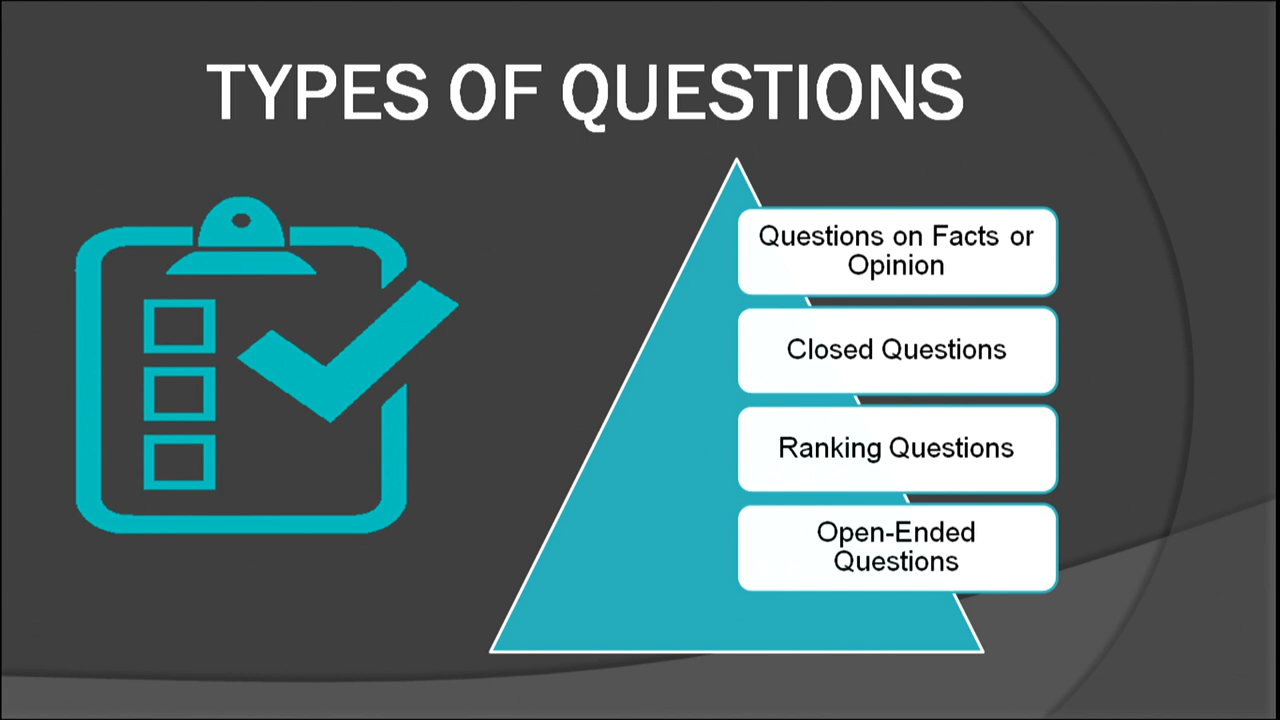 TYPES OF QUESTIONS
Questions on Facts or
Opinion
Closed Questions
Ranking Questions
Open-Ended
Questions